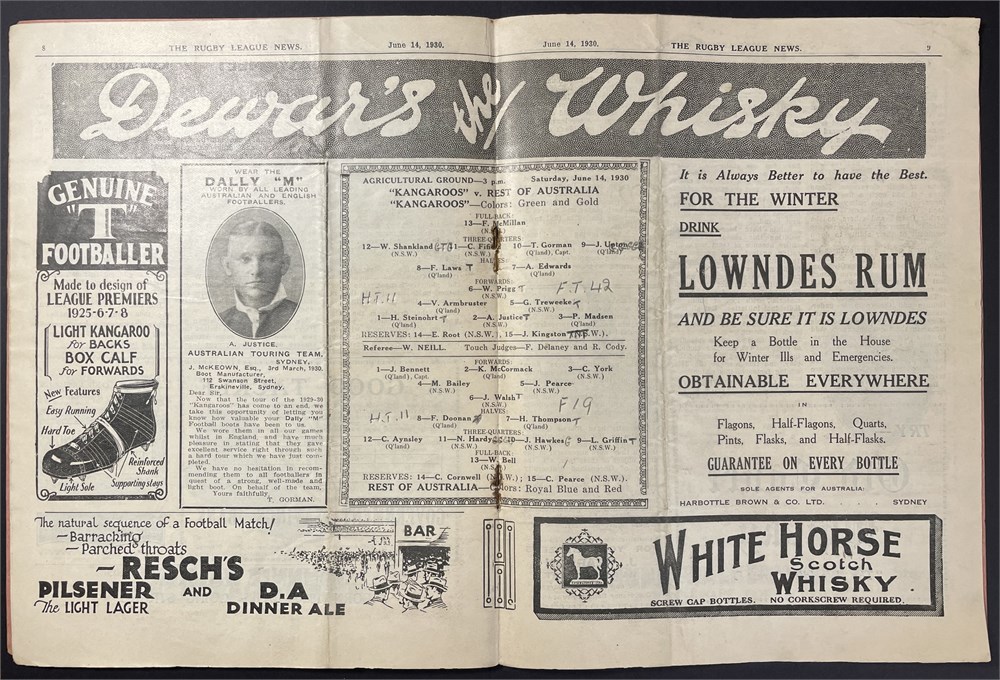 8 THE RUGBY LEAGUE NEWS. June 14, 1930.
June 14, 1930. THE RUGBY LEAGUE NEWS. 9
Dewar's the Whisky
GENUINE
"T"
FOOTBALLER
Made to design of
LEAGUE PREMIERS
1925-6-7-8
LIGHT KANGAROO
for BACKS
BOX CALF
for FORWARDS
New Features
Easy Running
Hard Toe
Reinforced
Shank
Light Sole
Supporting stays
WEAR THE
DALLY "M"
WORN BY ALL LEADING
AUSTRALIAN AND ENGLISH
FOOTBALLERS.
A. JUSTICE,
AUSTRALIAN TOURING TEAM,
SYDNEY,
J. McKEOWN, Esq., 3rd March, 1930.
Boot Manufacturer,
112 Swanson Street,
Erskineville, Sydney.
Dear Sir,
Now that the tour of the 1929-30
"Kangaroos" has come to an end, we
take this opportunity of letting you
know how valuable your Dally "M"
Football boots have been to us.
We wore them in all our games
whilst in England, and have much
pleasure in stating that they gave
excellent service right through such
a hard tour which we have just com-
pleted.
We have no hesitation in recom-
mending them to all footballers in
quest of a strong, well-made and
light boot. On behalf of the team,
Yours faithfully,
T. GORMAN.
AGRICULTURAL GROUND—3 p.m. Saturday, June 14, 1930
"KANGAROOS" v. REST OF AUSTRALIA
"KANGAROOS"—Colors: Green and Gold
FULL-BACK:
13—F. McMillan
(N.S.W.)
THREE-QUARTERS:
12—W. Shankland 11—C. Fifield 10—T. Gorman 9—J. Upton
(N.S.W.) (N.S.W.) (Q'land), Capt. (Q'land)
HALVES:
8—F. Laws T 7—A. Edwards
(Q'land) (Q'land)
FORWARDS:
6—W. Prigg T
(N.S.W.)
H.T. 11 F.T. 42
4—V. Armbruster 5—G. Treweeke
(Q'land) (N.S.W.)
1—H. Steinohrt T 2—A. Justice T 3—P. Madsen
(Q'land) (N.S.W.) (Q'land)
RESERVES: 14—E. Root (N.S.W.), 15—J. Kingston
Referee—W. NEILL. Touch Judges—F. Delaney and R. Cody.
FORWARDS:
1—J. Bennett 2—K. McCormack 3—C. York
(Q'land), Capt. (Q'land) (N.S.W.)
4—M. Bailey 5—J. Pearce
(N.S.W.) (N.S.W.)
6—J. Walsh T
(N.S.W.)
HALVES:
H.T. 11 F 19
8—F. Doonan 7—H. Thompson T
(N.S.W.) (Q'land)
THREE-QUARTERS:
12—C. Aynsley 11—N. Hardy 10—J. Hawkes 9—L. Griffin T
(Q'land) (N.S.W.) (N.S.W.) (N.S.W.)
FULL-BACK:
13—W. Bell
(N.S.W.)
RESERVES: 14—C. Cornwell (N.S.W.); 15—C. Pearce (N.S.W.).
REST OF AUSTRALIA Colors: Royal Blue and Red
It is Always Better to have the Best.
FOR THE WINTER
DRINK
LOWNDES RUM
AND BE SURE IT IS LOWNDES
Keep a Bottle in the House
for Winter Ills and Emergencies.
OBTAINABLE EVERYWHERE
IN
Flagons, Half-Flagons, Quarts,
Pints, Flasks, and Half-Flasks.
GUARANTEE ON EVERY BOTTLE
SOLE AGENTS FOR AUSTRALIA:
HARBOTTLE BROWN & CO. LTD. SYDNEY
The natural sequence of a Football Match!
—Barracking
—Parched throats
—RESCH'S
PILSENER AND D.A
The LIGHT LAGER DINNER ALE
BAR
WHITE HORSE
Scotch
WHISKY.
SCREW CAP BOTTLES. NO CORKSCREW REQUIRED.